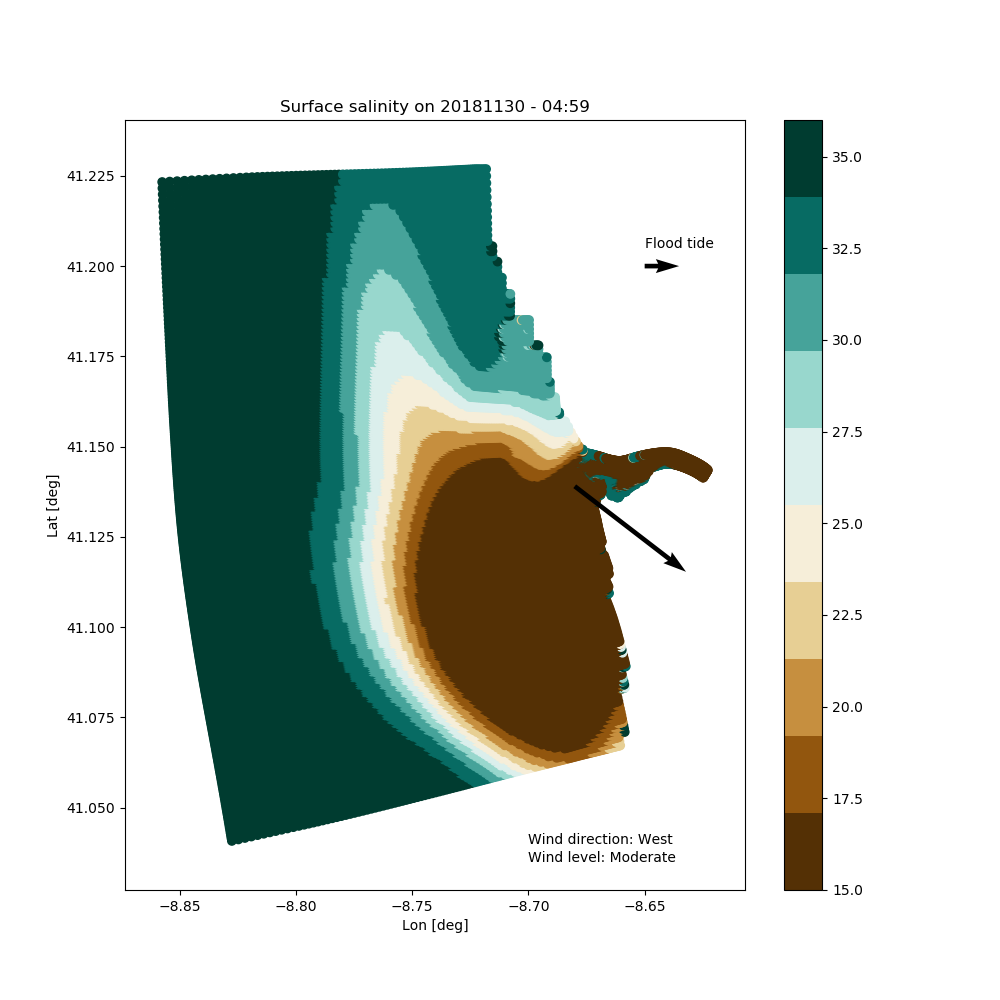 Surface salinity on 20181130 - 04:59
41.225
41.200
41.175
41.150
41.125
41.100
41.075
41.050
Lat [deg]
Flood tide
Wind direction: West
Wind level: Moderate
−8.85 −8.80 −8.75 −8.70 −8.65
Lon [deg]
35.0
32.5
30.0
27.5
25.0
22.5
20.0
17.5
15.0